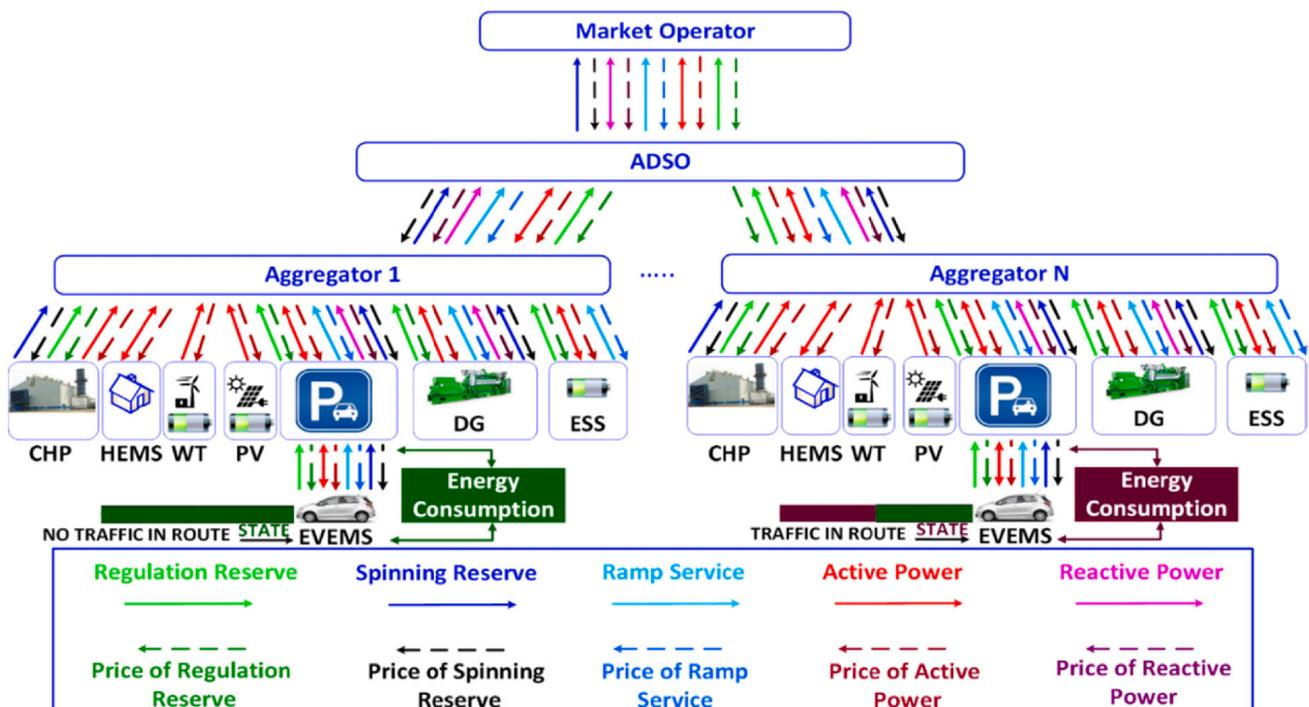 Market Operator
ADSO
Aggregator 1
.....
Aggregator N
P
DG
ESS
P
DG
ESS
CHP
HEMS
WT
PV
CHP
HEMS
WT
PV
Energy
Consumption
Energy
Consumption
NO TRAFFIC IN ROUTE
STATE
EVEMS
TRAFFIC IN ROUTE
STATE
EVEMS
Regulation Reserve
Spinning Reserve
Ramp Service
Active Power
Reactive Power
Price of Regulation
Reserve
Price of Spinning
Reserve
Price of Ramp
Service
Price of Active
Power
Price of Reactive
Power